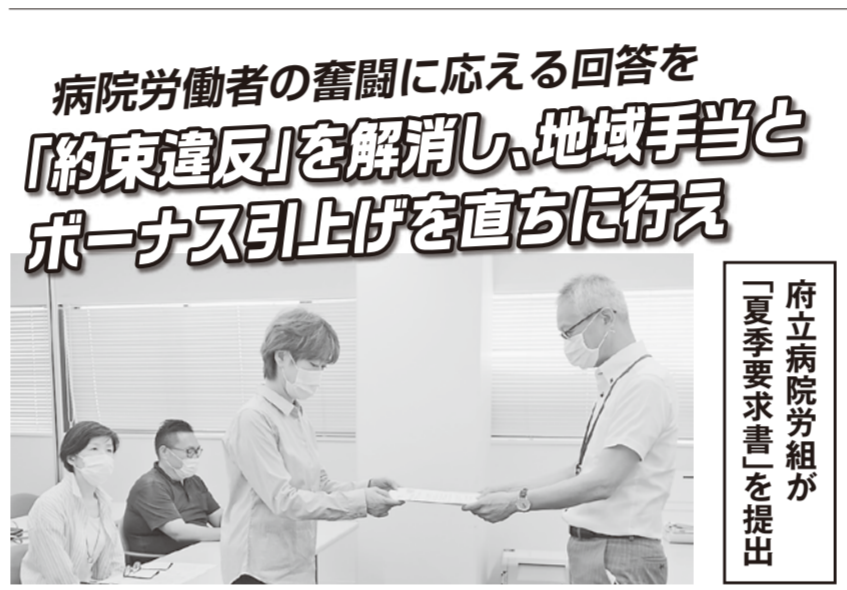 病院労働者の奮闘に応える回答を
「約束違反」を解消し、地域手当と
ボーナス引上げを直ちに行え
府立病院労組が
「夏季要求書」を提出